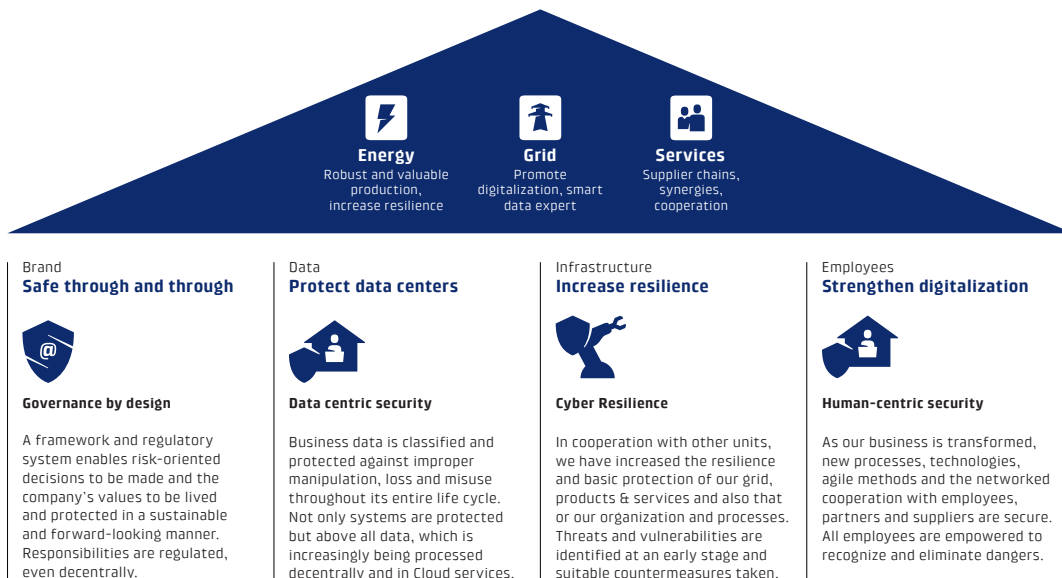 Energy
Robust and valuable
production,
increase resilience
Grid
Promote
digitalization, smart
data expert
Services
Supplier chains,
synergies,
cooperation
Brand
Safe through and through
@
Governance by design
A framework and regulatory
system enables risk-oriented
decisions to be made and the
company's values to be lived
and protected in a sustainable
and forward-looking manner.
Responsibilities are regulated,
even decentrally.
Data
Protect data centers
Data centric security
Business data is classified and
protected against improper
manipulation, loss and misuse
throughout its entire life cycle.
Not only systems are protected
but above all data, which is
increasingly being processed
decentrally and in Cloud services.
Infrastructure
Increase resilience
Cyber Resilience
In cooperation with other units,
we have increased the resilience
and basic protection of our grid,
products & services and also that
or our organization and processes.
Threats and vulnerabilities are
identified at an early stage and
suitable countermeasures taken.
Employees
Strengthen digitalization
Human-centric security
As our business is transformed,
new processes, technologies,
agile methods and the networked
cooperation with employees,
partners and suppliers are secure.
All employees are empowered to
recognize and eliminate dangers.